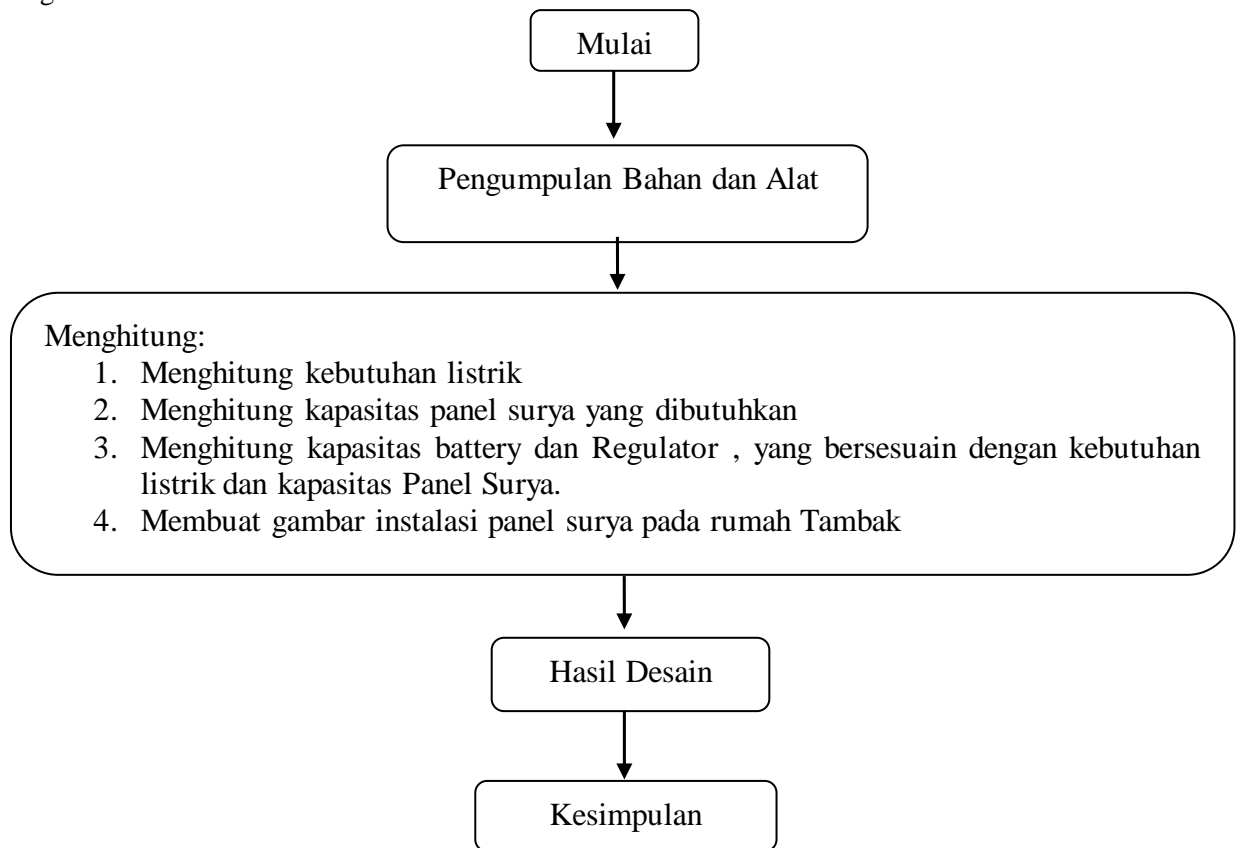 Mulai
Pengumpulan Bahan dan Alat
Menghitung:
1. Menghitung kebutuhan listrik
2. Menghitung kapasitas panel surya yang dibutuhkan
3. Menghitung kapasitas battery dan Regulator , yang bersesuain dengan kebutuhan
listrik dan kapasitas Panel Surya.
4. Membuat gambar instalasi panel surya pada rumah Tambak
Hasil Desain
Kesimpulan